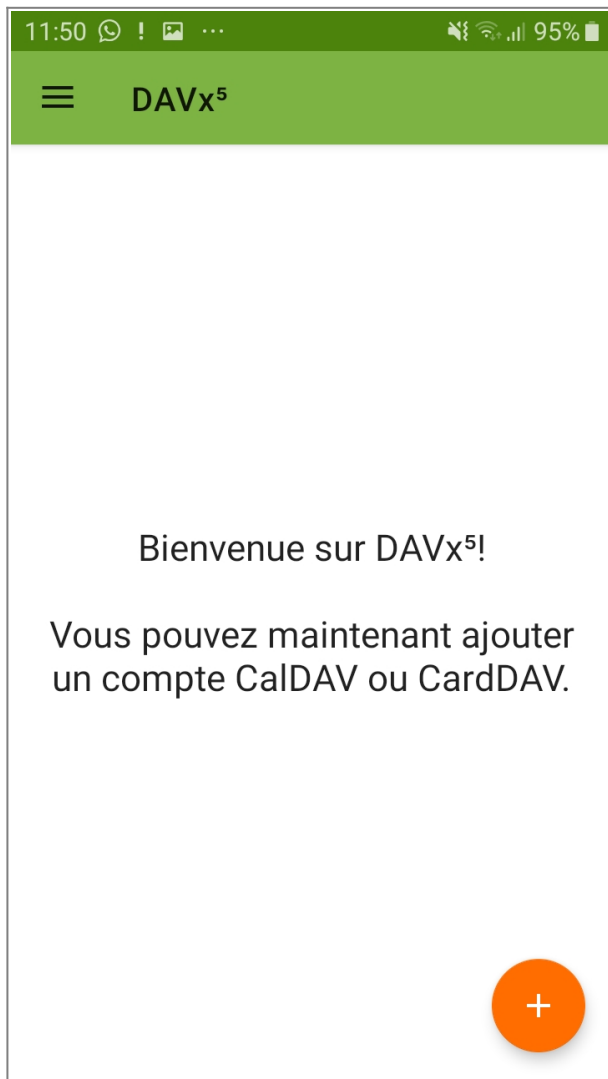 11:50 ! ... 95%
DAVx⁵
Bienvenue sur DAVx⁵!
Vous pouvez maintenant ajouter
un compte CalDAV ou CardDAV.
+